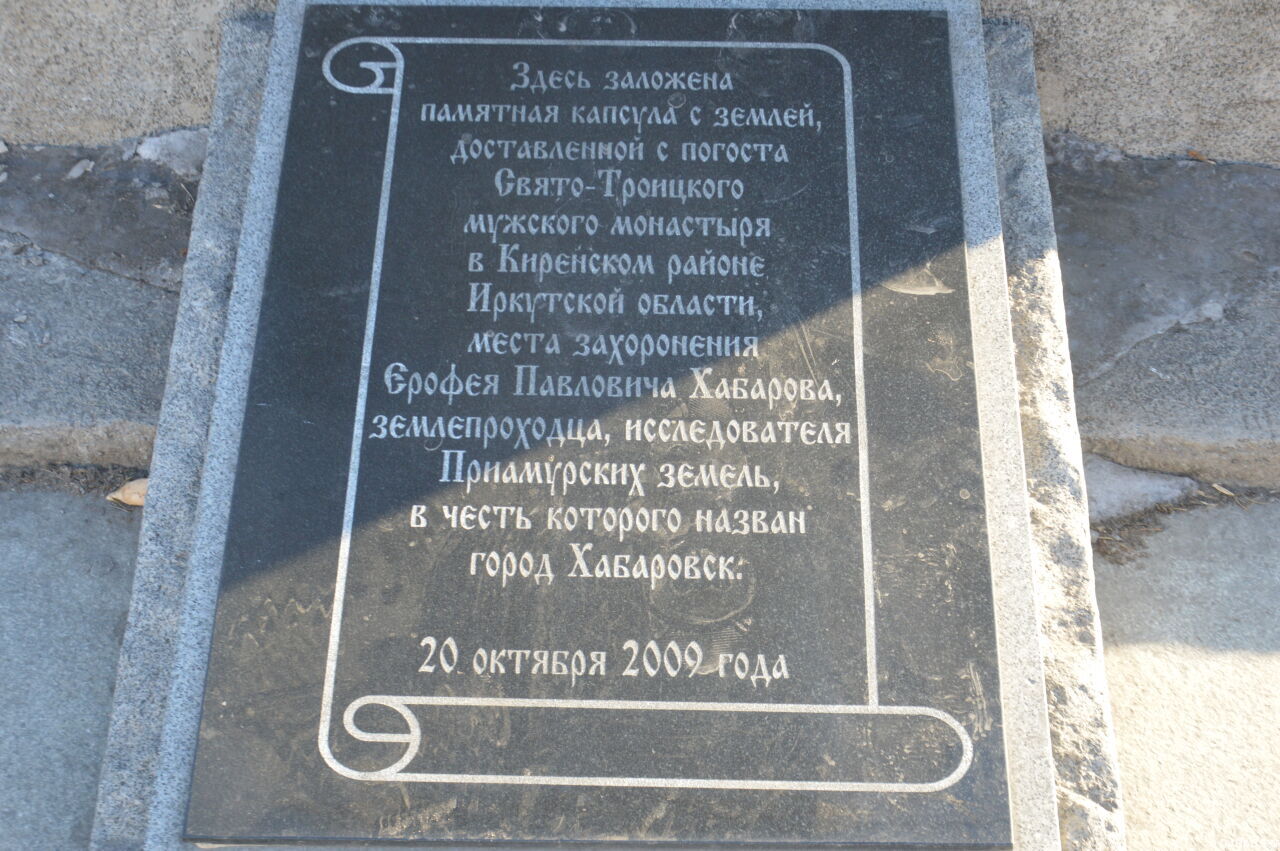 Здесь заложена
памятная капсула с землей,
доставленной с погоста
Свято-Троицкого
мужского монастыря
в Киренском районе
Иркутской области,
места захоронения
Ерофея Павловича Хабарова,
землепроходца, исследователя
Приамурских земель,
в честь которого назван
город Хабаровск.
20 октября 2009 года